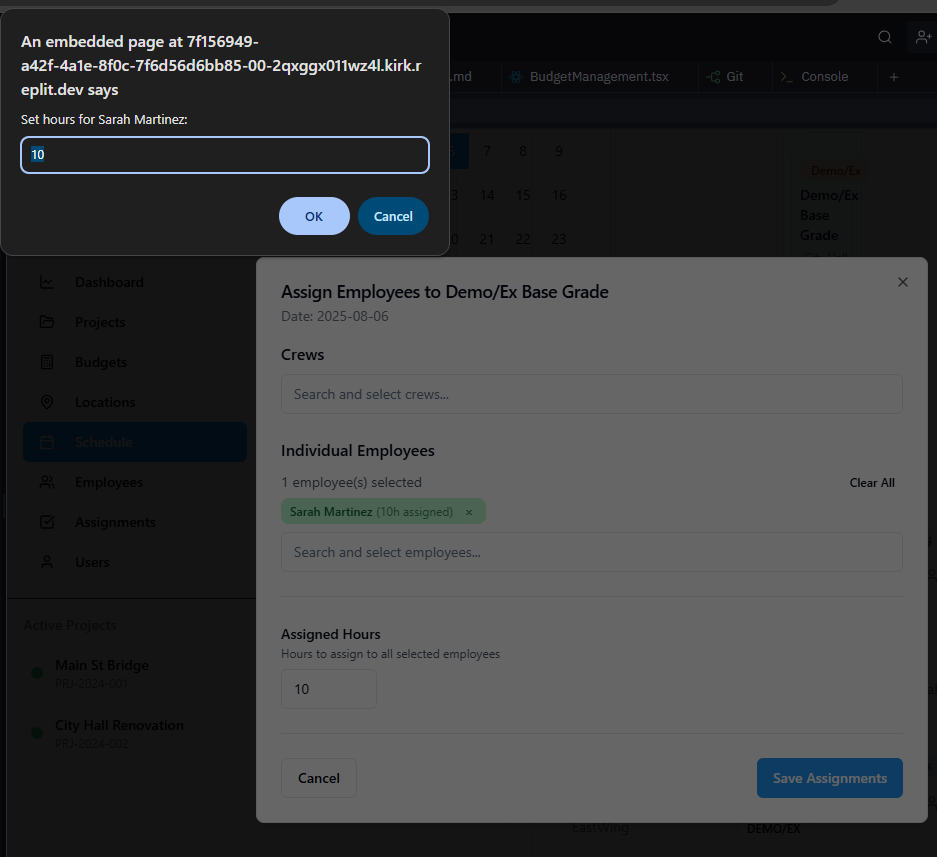 An embedded page at 7f156949-
a42f-4a1e-8f0c-7f6d56d6bb85-00-2qxggx011wz4l.kirk.r
eplit.dev says
Set hours for Sarah Martinez:
10
OK
Cancel
.md
BudgetManagement.tsx
Git
Console
7 8 9
14 15 16
21 22 23
Demo/Ex
Demo/Ex
Base
Grade
Dashboard
Projects
Budgets
Locations
Schedule
Employees
Assignments
Users
Active Projects
Main St Bridge
PRJ-2024-001
City Hall Renovation
PRJ-2024-002
Assign Employees to Demo/Ex Base Grade
Date: 2025-08-06
Crews
Search and select crews...
Individual Employees
1 employee(s) selected
Clear All
Sarah Martinez (10h assigned) ×
Search and select employees...
Assigned Hours
Hours to assign to all selected employees
10
Cancel
Save Assignments
EastWing
DEMO/EX